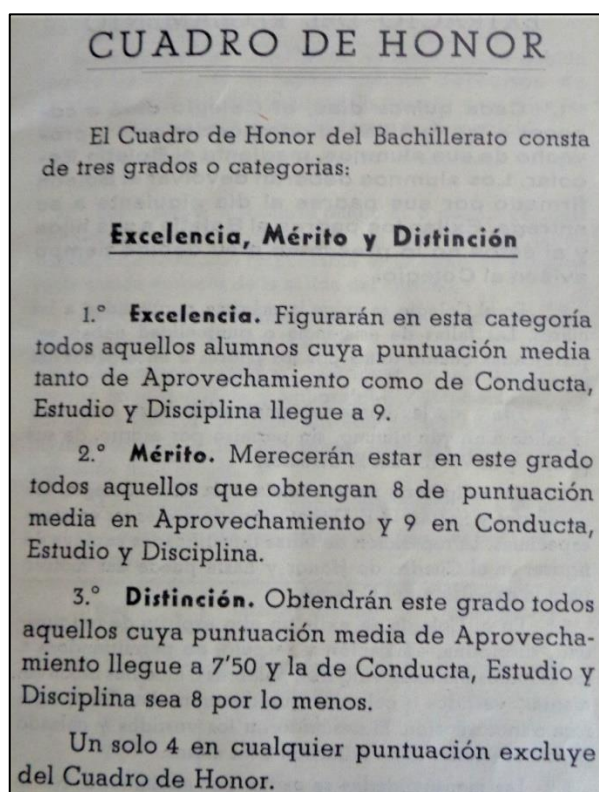 CUADRO DE HONOR
El Cuadro de Honor del Bachillerato consta
de tres grados o categorías:
Excelencia, Mérito y Distinción
1.° Excelencia. Figurarán en esta categoría
todos aquellos alumnos cuya puntuación media
tanto de Aprovechamiento como de Conducta,
Estudio y Disciplina llegue a 9.
2.° Mérito. Merecerán estar en este grado
todos aquellos que obtengan 8 de puntuación
media en Aprovechamiento y 9 en Conducta,
Estudio y Disciplina.
3.° Distinción. Obtendrán este grado todos
aquellos cuya puntuación media de Aprovecha-
miento llegue a 7'50 y la de Conducta, Estudio y
Disciplina sea 8 por lo menos.
Un solo 4 en cualquier puntuación excluye
del Cuadro de Honor.